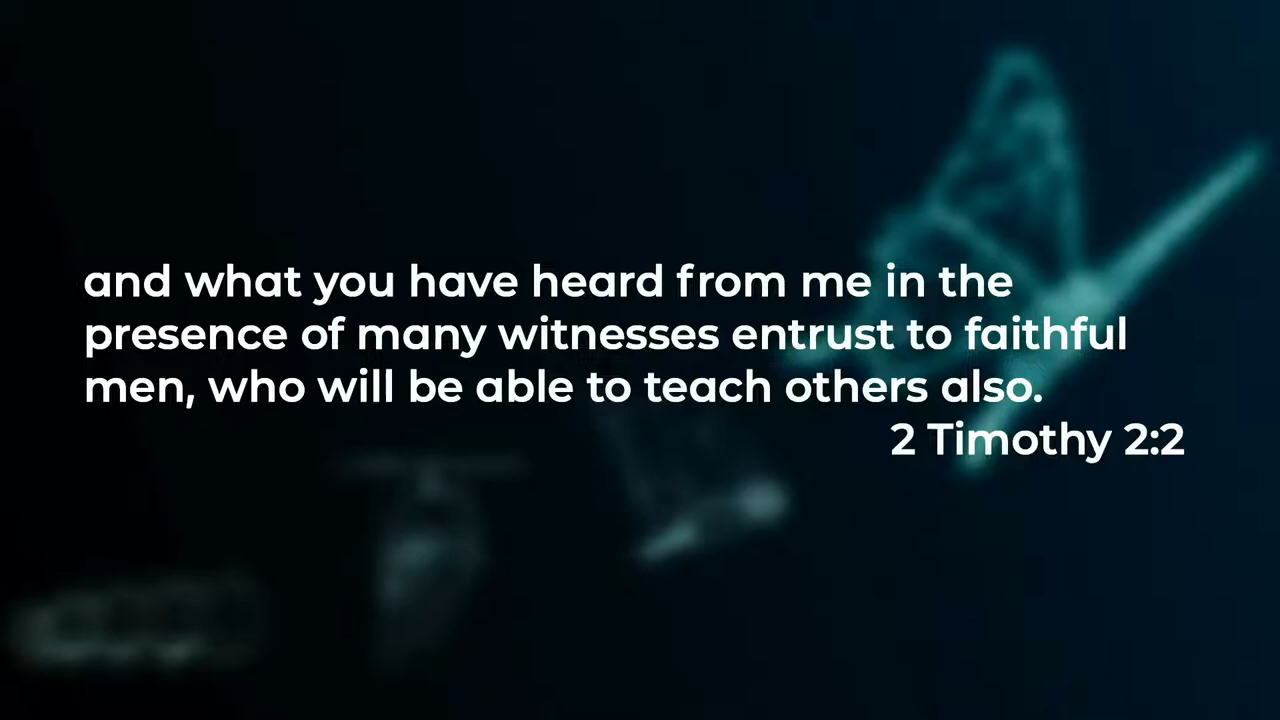 and what you have heard from me in the
presence of many witnesses entrust to faithful
men, who will be able to teach others also.
2 Timothy 2:2